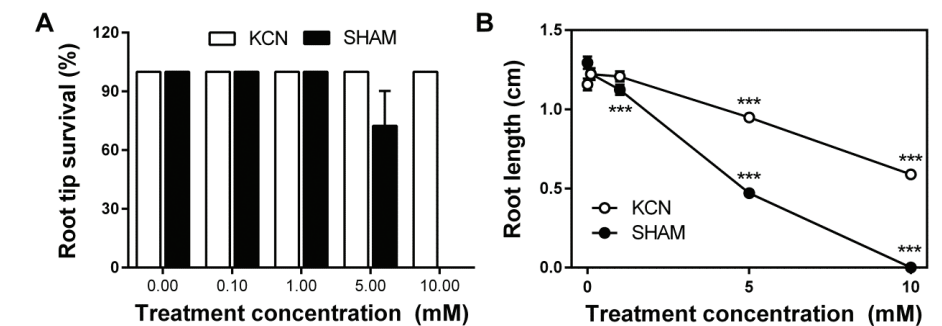 A
KCN SHAM
Root tip survival (%)
120
90
60
30
0
0.00 0.10 1.00 5.00 10.00
Treatment concentration (mM)
B
Root length (cm)
1.5
1.0
0.5
0.0
***
***
***
***
***
KCN
SHAM
0 5 10
Treatment concentration (mM)